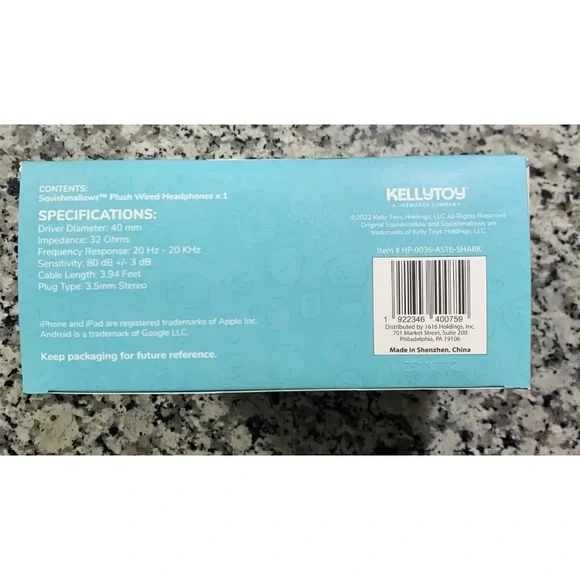 CONTENTS:
Squishmallows™ Plush Wired Headphones x 1
SPECIFICATIONS:
Driver Diameter: 40 mm
Impedance: 32 Ohms
Frequency Response: 20 Hz - 20 KHz
Sensitivity: 80 dB +/- 3 dB
Cable Length: 3.94 Feet
Plug Type: 3.5mm Stereo
iPhone and iPad are registered trademarks of Apple Inc.
Android is a trademark of Google LLC.
Keep packaging for future reference.
KELLYTOY
A JAZWARES COMPANY
©2022 Kelly Toys Holdings, LLC All Rights Reserved
Original Squishmallow and Squishmallows are
trademarks of Kelly Toys Holdings, LLC.
Item # HP-0036-AST6-SHARK
1 922346 400759
Distributed by 1616 Holdings, Inc.
701 Market Street, Suite 200
Philadelphia, PA 19106
Made in Shenzhen, China